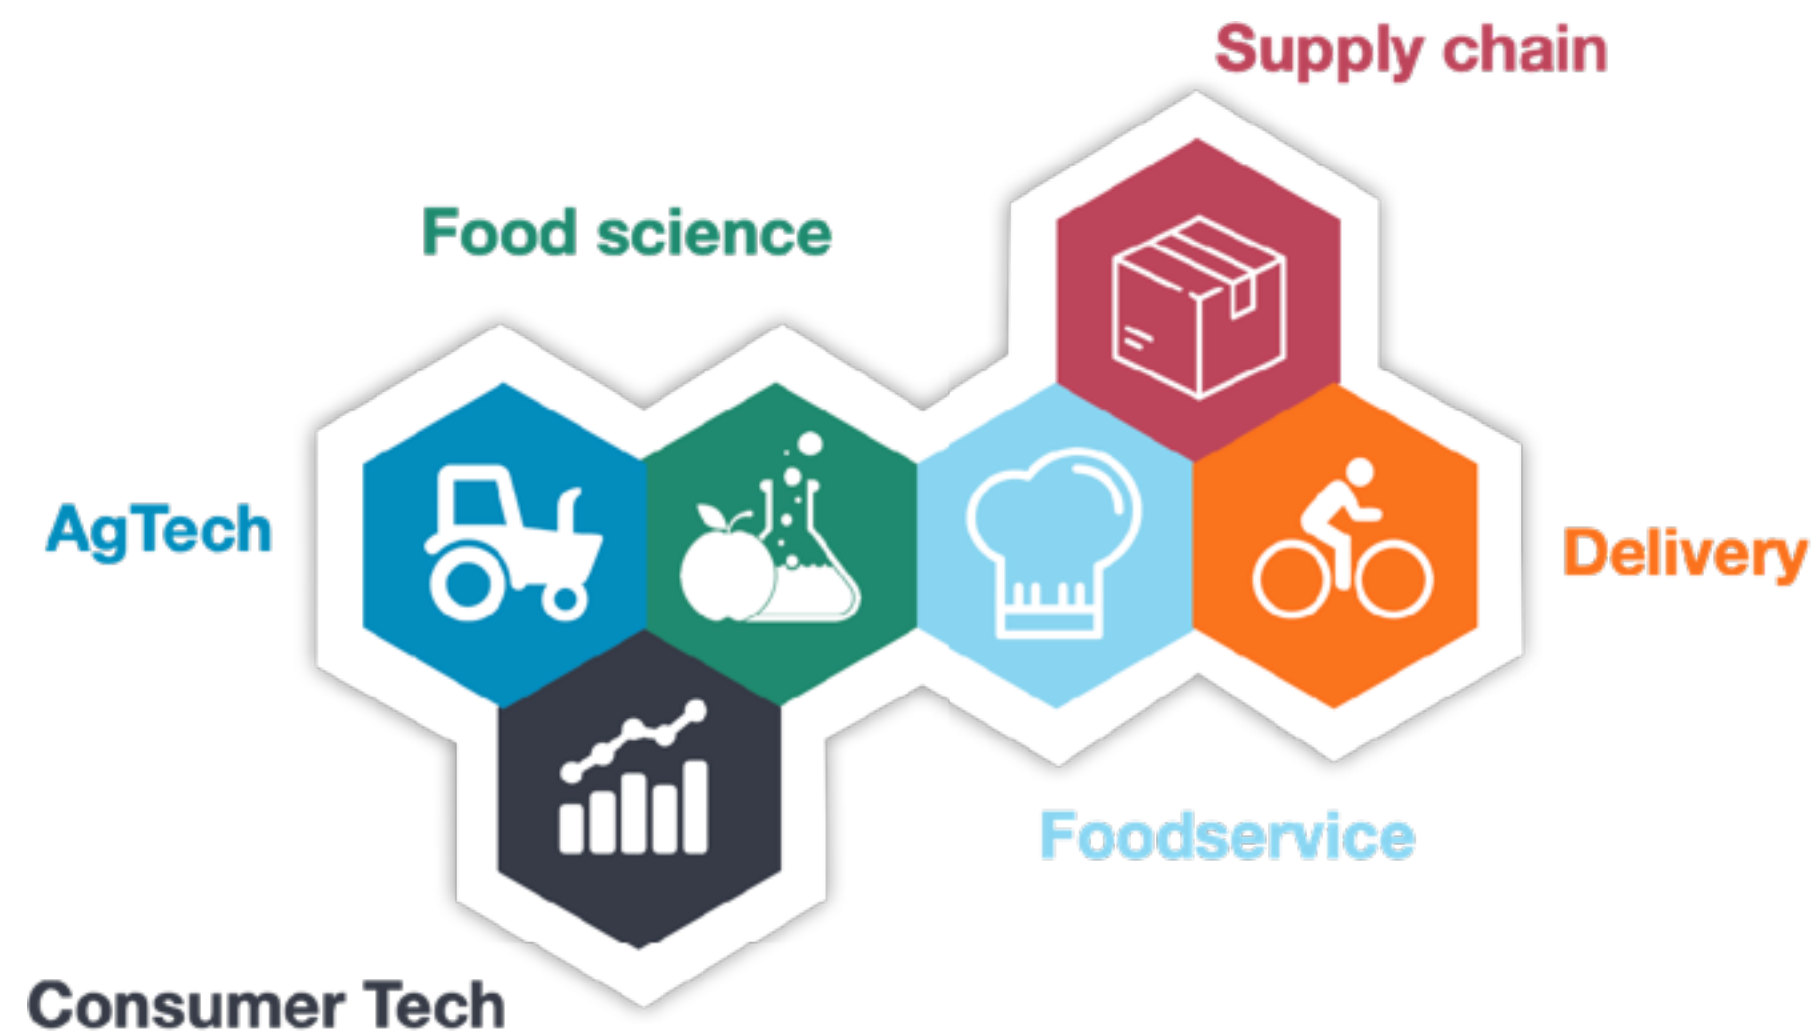 Supply chain
Food science
AgTech
Delivery
Foodservice
Consumer Tech